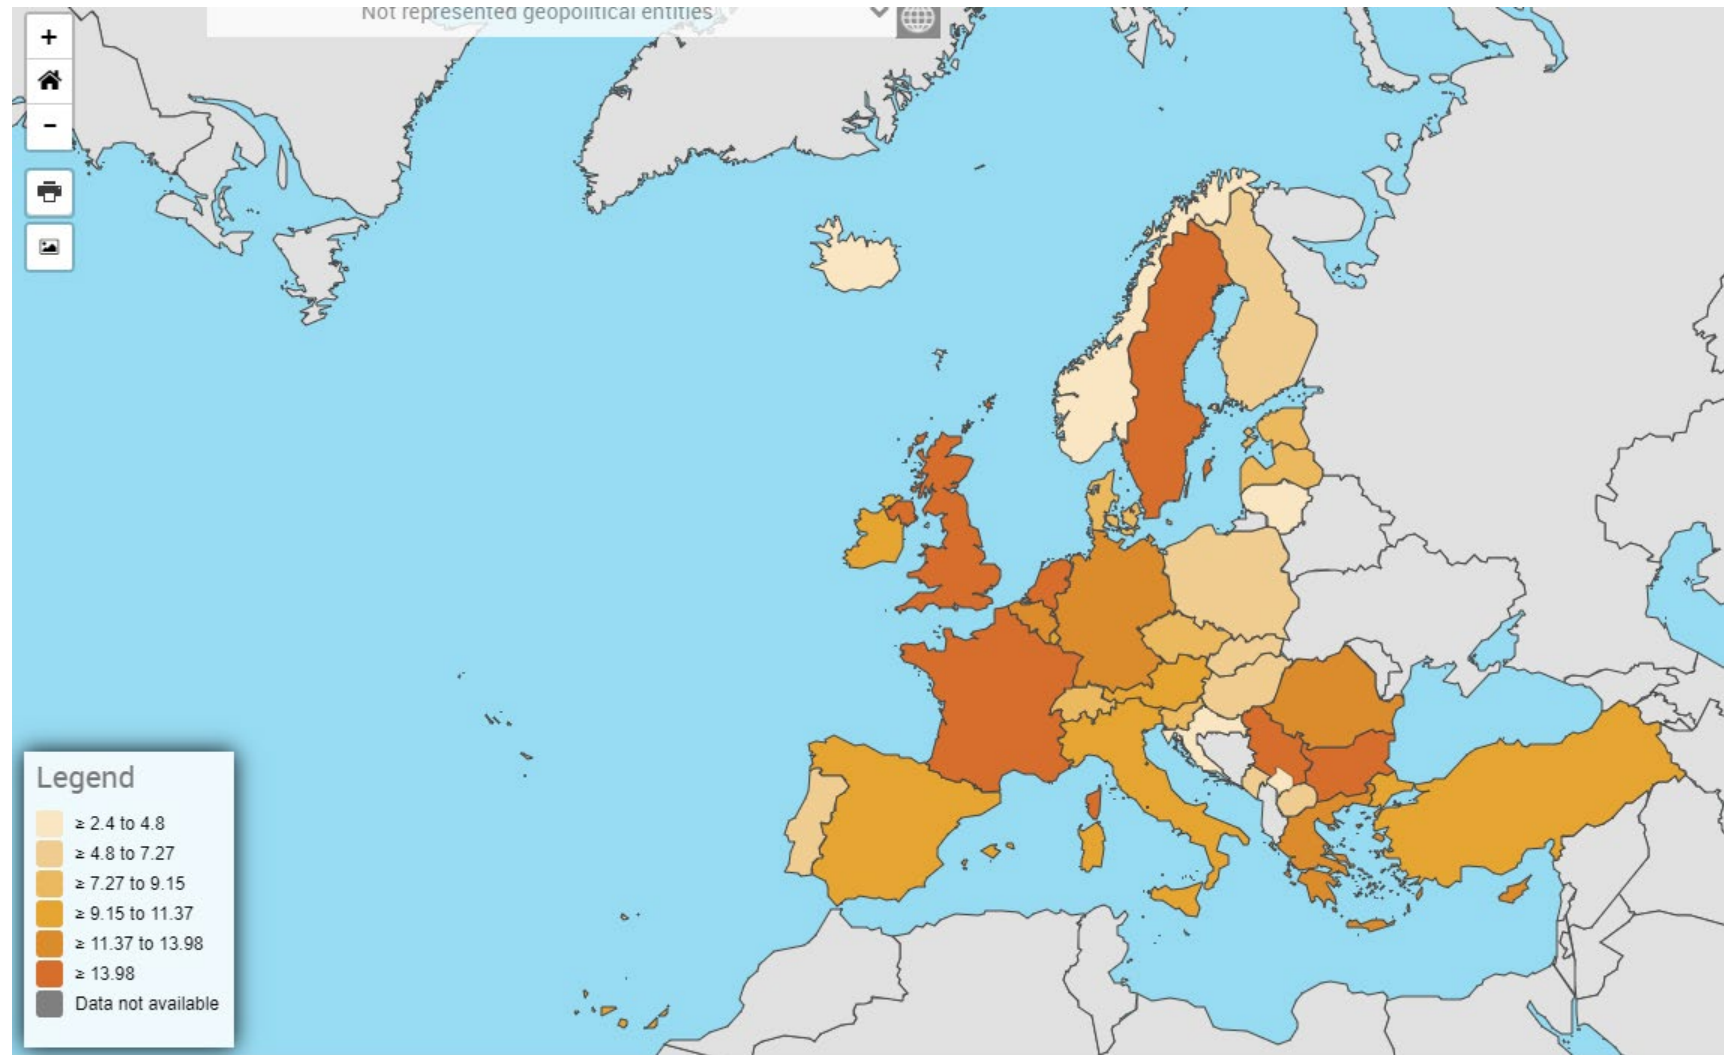 Not represented geopolitical entities
+
−
Legend
≥ 2.4 to 4.8
≥ 4.8 to 7.27
≥ 7.27 to 9.15
≥ 9.15 to 11.37
≥ 11.37 to 13.98
≥ 13.98
Data not available